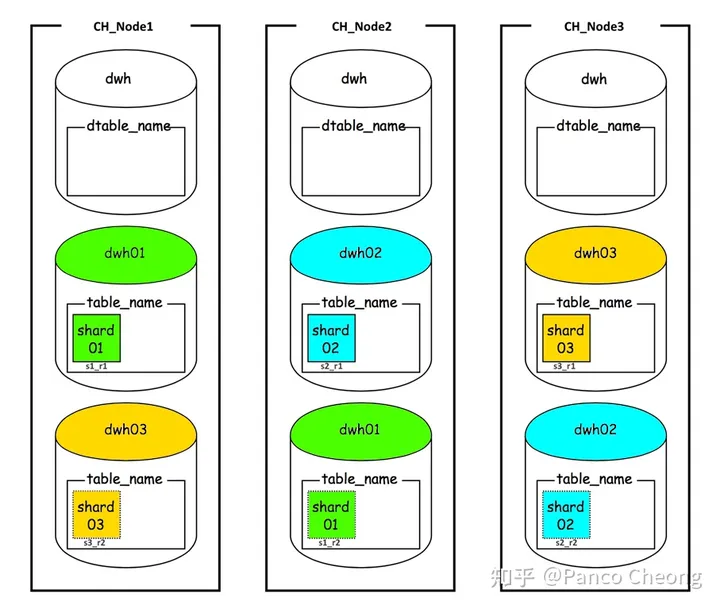 CH_Node1
dwh
dtable_name
dwh01
table_name
shard
01
s1_r1
dwh03
table_name
shard
03
s3_r2
CH_Node2
dwh
dtable_name
dwh02
table_name
shard
02
s2_r1
dwh01
table_name
shard
01
s1_r2
CH_Node3
dwh
dtable_name
dwh03
table_name
shard
03
s3_r1
dwh02
table_name
shard
02
s2_r2
知乎 @Panco Cheong